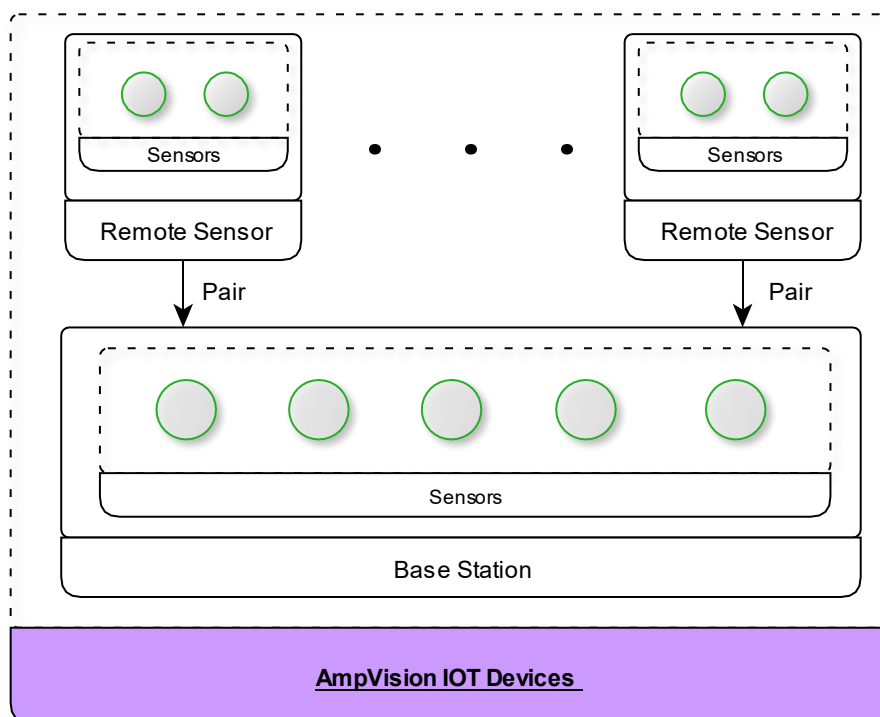 Sensors
Sensors
Remote Sensor
Remote Sensor
Pair
Pair
Sensors
Base Station
AmpVision IOT Devices